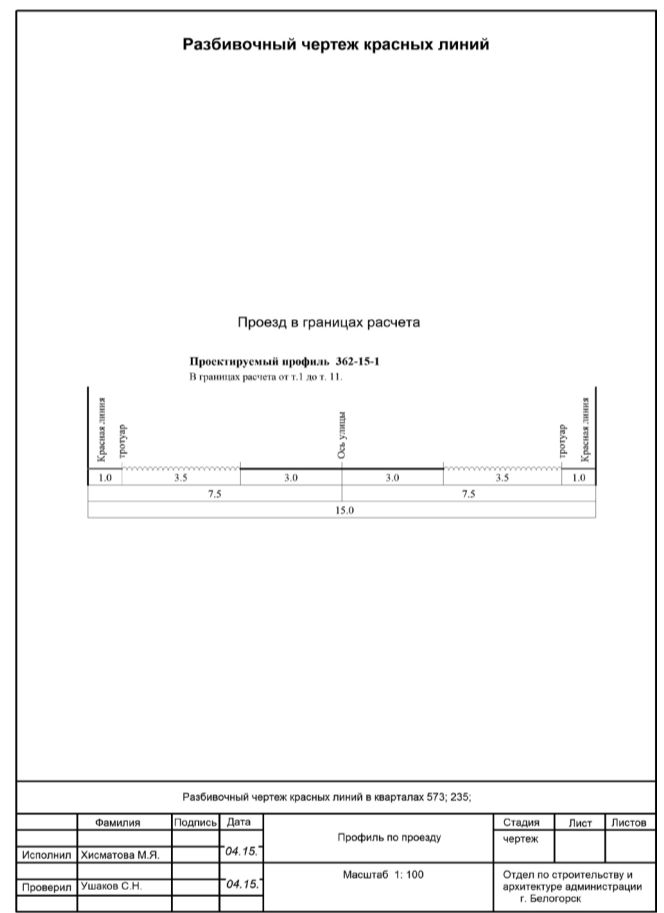 Разбивочный чертеж красных линий
Проезд в границах расчета
Проектируемый профиль 362-15-1
В границах расчета от т.1 до т. 11.
Красная линия
тротуар
Ось улицы
тротуар
Красная линия
1.0 3.5 3.0 3.0 3.5 1.0
7.5 7.5
15.0
Разбивочный чертеж красных линий в кварталах 573; 235;
Фамилия Подпись Дата Стадия Лист Листов
Профиль по проезду чертеж
Исполнил Хисматова М.Я. 04.15.
Масштаб 1: 100
Проверил Ушаков С.Н. 04.15.
Отдел по строительству и
архитектуре администрации
г. Белогорск